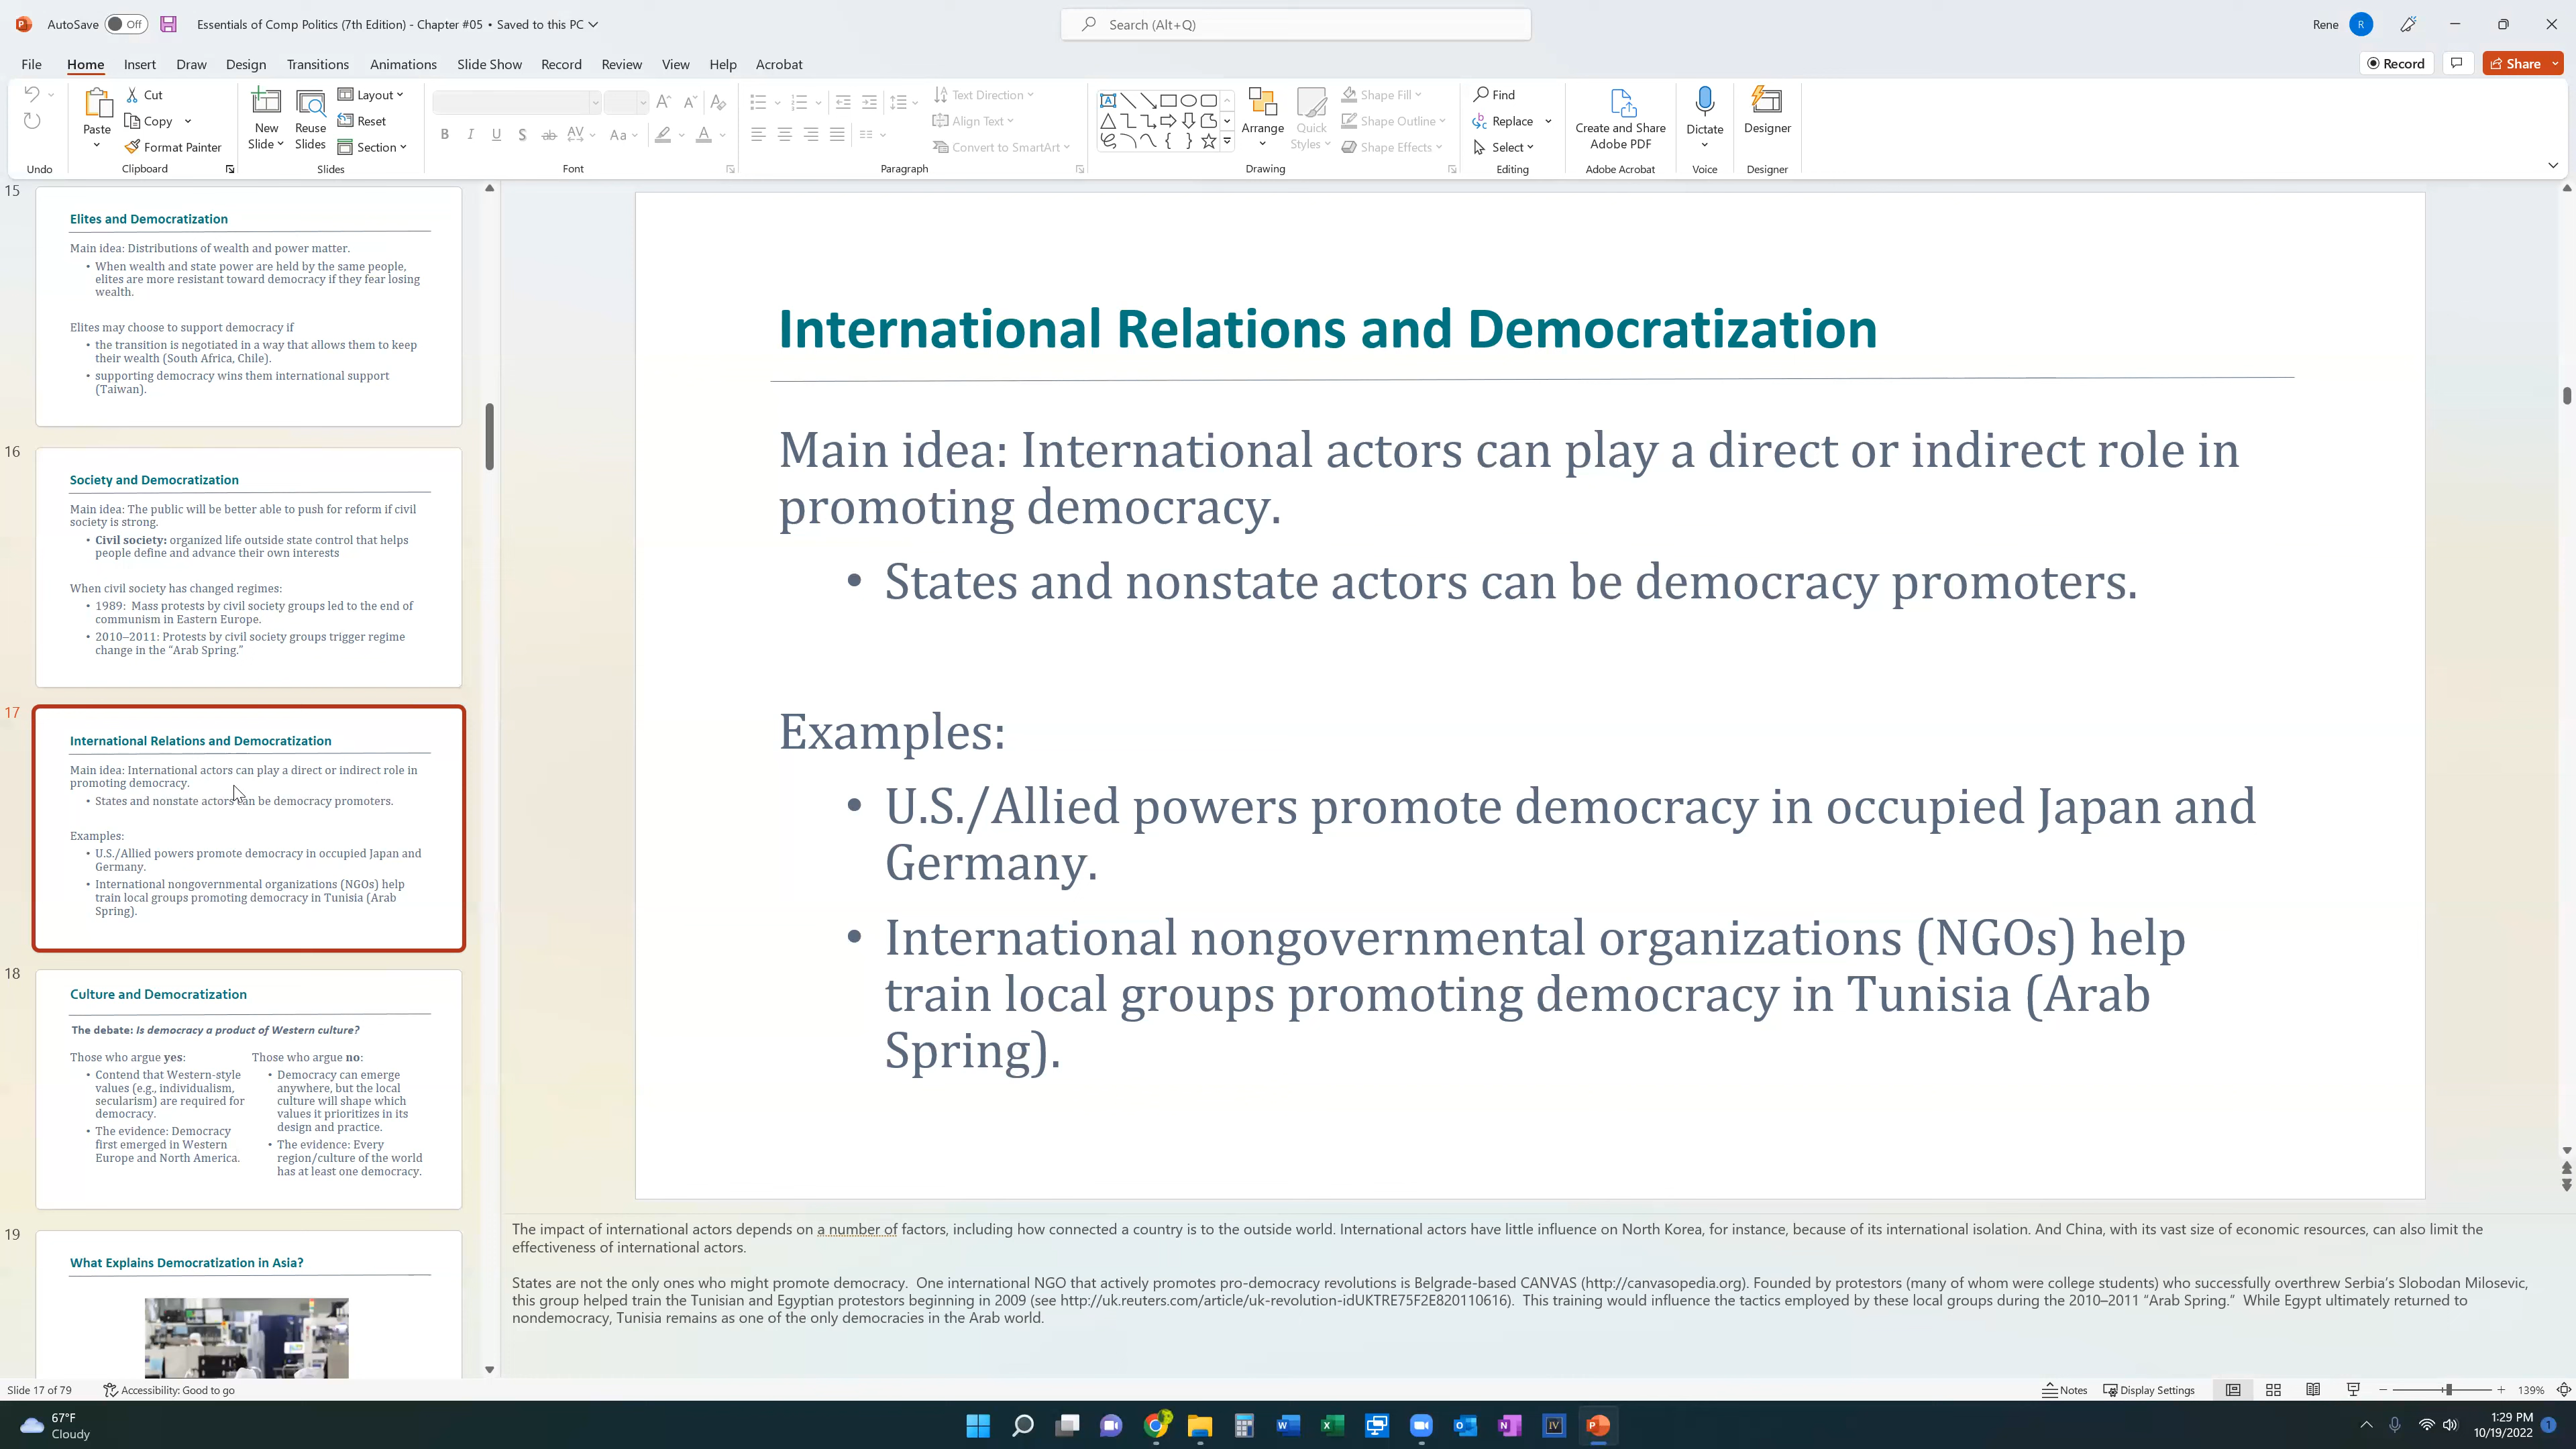 AutoSave Off Essentials of Comp Politics (7th Edition) - Chapter #05 • Saved to this PC Search (Alt+Q) Rene R
File Home Insert Draw Design Transitions Animations Slide Show Record Review View Help Acrobat Record Share
Cut
Copy
Format Painter
Paste
New Slide
Reuse Slides
Layout
Reset
Section
Text Direction
Align Text
Convert to SmartArt
Arrange
Quick Styles
Shape Fill
Shape Outline
Shape Effects
Find
Replace
Select
Create and Share Adobe PDF
Dictate
Designer
Undo Clipboard Slides Font Paragraph Drawing Editing Adobe Acrobat Voice Designer
15
Elites and Democratization
Main idea: Distributions of wealth and power matter.
• When wealth and state power are held by the same people,
elites are more resistant toward democracy if they fear losing
wealth.
Elites may choose to support democracy if
• the transition is negotiated in a way that allows them to keep
their wealth (South Africa, Chile).
• supporting democracy wins them international support
(Taiwan).
16
Society and Democratization
Main idea: The public will be better able to push for reform if civil
society is strong.
• Civil society: organized life outside state control that helps
people define and advance their own interests
When civil society has changed regimes:
• 1989: Mass protests by civil society groups led to the end of
communism in Eastern Europe.
• 2010–2011: Protests by civil society groups trigger regime
change in the “Arab Spring.”
17
International Relations and Democratization
Main idea: International actors can play a direct or indirect role in
promoting democracy.
• States and nonstate actors can be democracy promoters.
Examples:
• U.S./Allied powers promote democracy in occupied Japan and
Germany.
• International nongovernmental organizations (NGOs) help
train local groups promoting democracy in Tunisia (Arab
Spring).
18
Culture and Democratization
The debate: Is democracy a product of Western culture?
Those who argue yes:
• Contend that Western-style
values (e.g., individualism,
secularism) are required for
democracy.
• The evidence: Democracy
first emerged in Western
Europe and North America.
Those who argue no:
• Democracy can emerge
anywhere, but the local
culture will shape which
values it prioritizes in its
design and practice.
• The evidence: Every
region/culture of the world
has at least one democracy.
19
What Explains Democratization in Asia?
International Relations and Democratization
Main idea: International actors can play a direct or indirect role in
promoting democracy.
• States and nonstate actors can be democracy promoters.
Examples:
• U.S./Allied powers promote democracy in occupied Japan and
Germany.
• International nongovernmental organizations (NGOs) help
train local groups promoting democracy in Tunisia (Arab
Spring).
The impact of international actors depends on a number of factors, including how connected a country is to the outside world. International actors have little influence on North Korea, for instance, because of its international isolation. And China, with its vast size of economic resources, can also limit the
effectiveness of international actors.
States are not the only ones who might promote democracy. One international NGO that actively promotes pro-democracy revolutions is Belgrade-based CANVAS (http://canvasopedia.org). Founded by protestors (many of whom were college students) who successfully overthrew Serbia’s Slobodan Milosevic,
this group helped train the Tunisian and Egyptian protestors beginning in 2009 (see http://uk.reuters.com/article/uk-revolution-idUKTRE75F2E820110616). This training would influence the tactics employed by these local groups during the 2010–2011 “Arab Spring.” While Egypt ultimately returned to
nondemocracy, Tunisia remains as one of the only democracies in the Arab world.
Slide 17 of 79 Accessibility: Good to go Notes Display Settings 139%
67°F
Cloudy
1:29 PM
10/19/2022
1